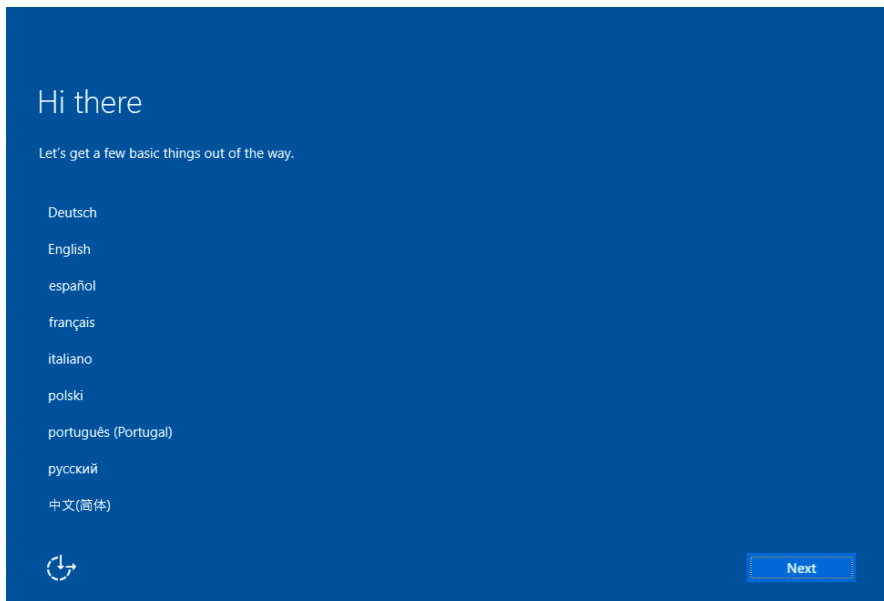 Hi there
Let's get a few basic things out of the way.
Deutsch
English
español
français
italiano
polski
português (Portugal)
русский
中文(简体)
Next